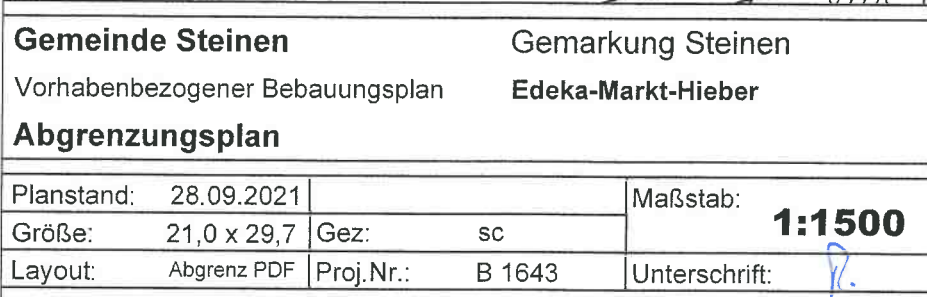 Gemeinde Steinen Gemarkung Steinen
Vorhabenbezogener Bebauungsplan Edeka-Markt-Hieber
Abgrenzungsplan
Planstand: 28.09.2021 Maßstab: 1:1500
Größe: 21,0 x 29,7 Gez: sc
Layout: Abgrenz PDF Proj.Nr.: B 1643 Unterschrift: